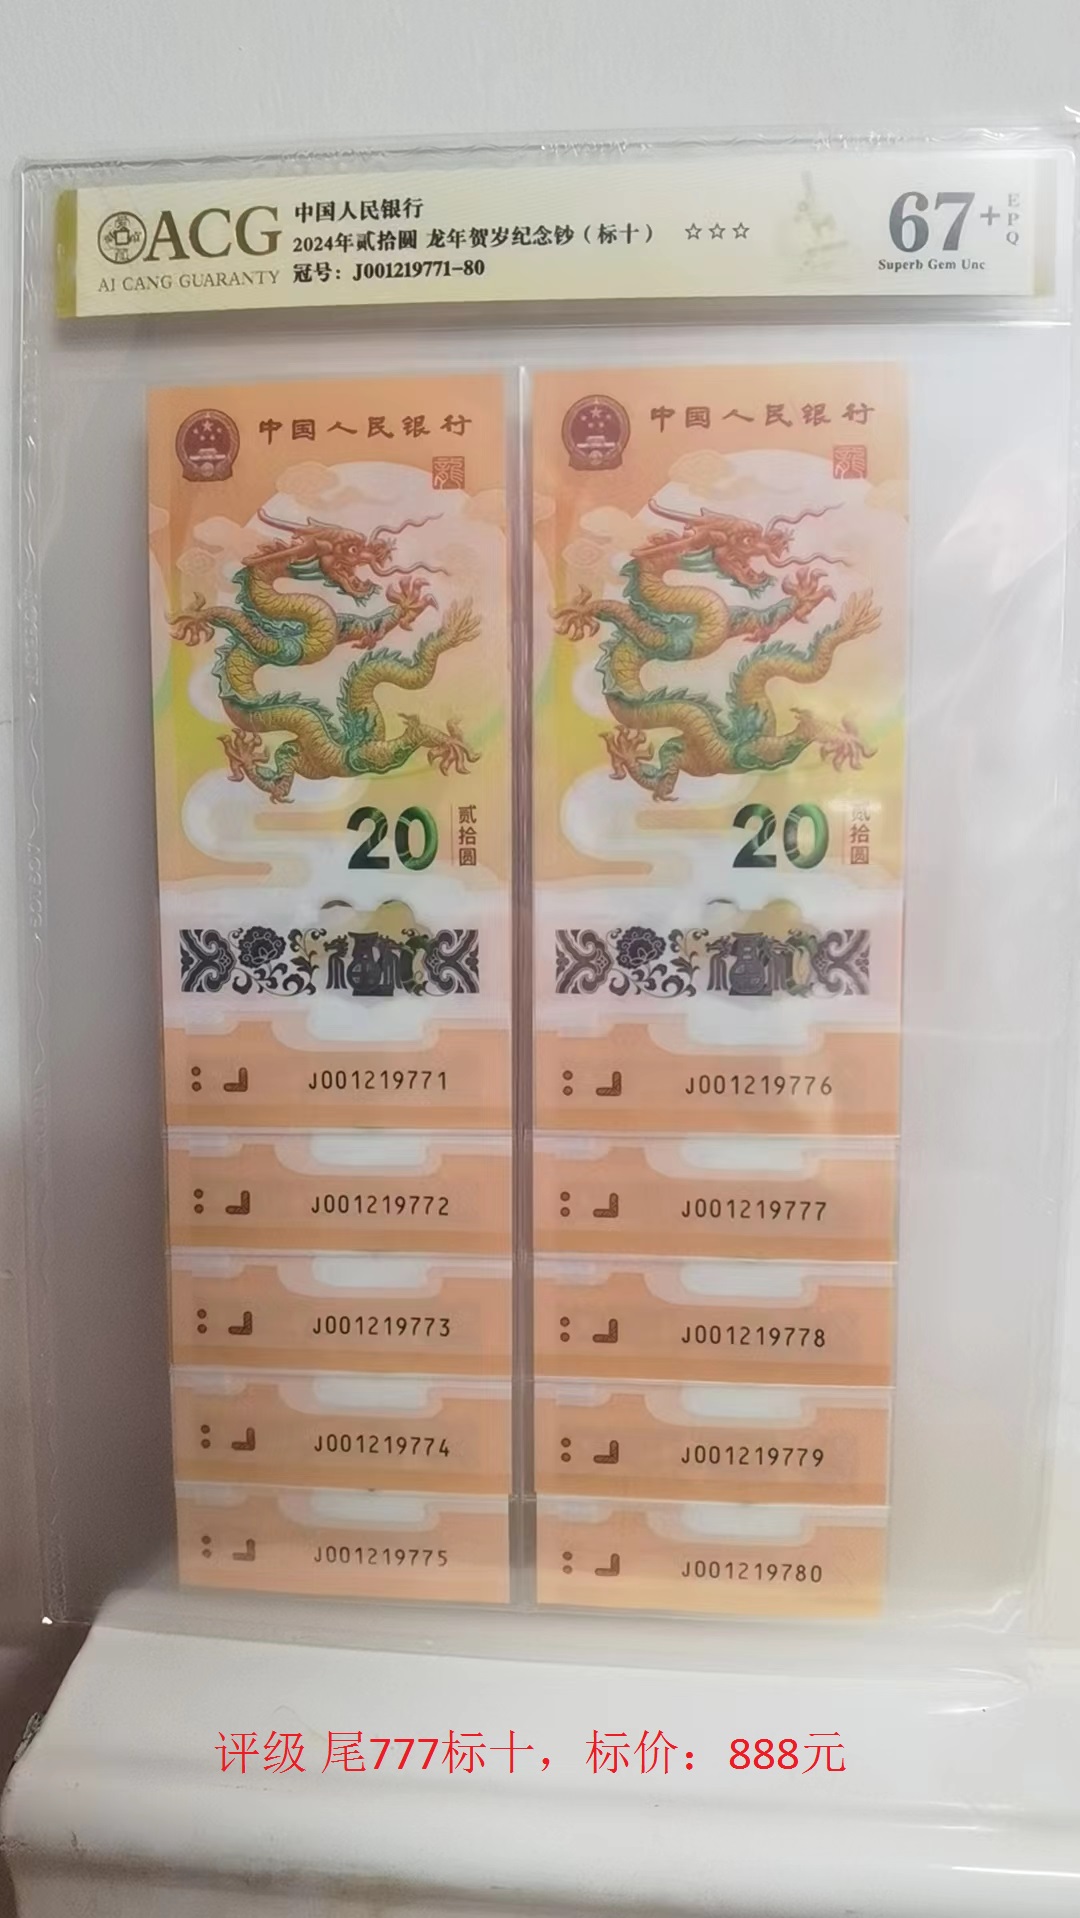 ACG
AI CANG GUARANTY
中国人民银行
2024年贰拾圆 龙年贺岁纪念钞（标十） ☆☆☆
冠号：J001219771-80
67+ EPQ
Superb Gem Unc
中国人民银行
龍
20 贰拾圆
福
J001219771
J001219772
J001219773
J001219774
J001219775
中国人民银行
龍
20 贰拾圆
福
J001219776
J001219777
J001219778
J001219779
J001219780
评级 尾777标十，标价：888元